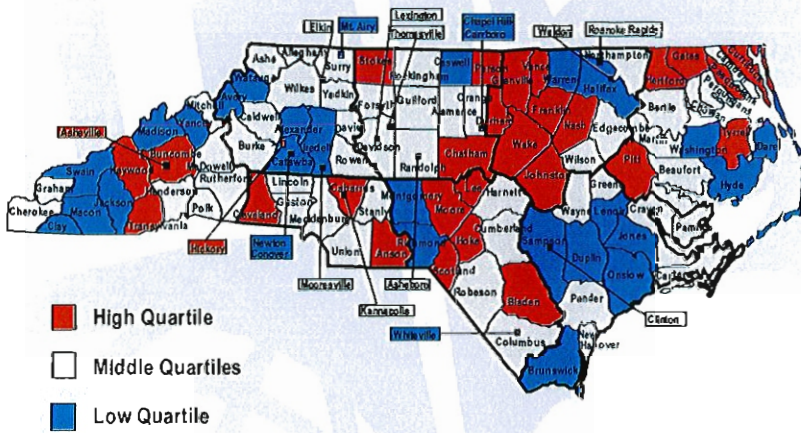 Elkin
Mt. Airy
Lexington
Thomasville
Chapel Hill-
Carrboro
Weldon
Roanoke Rapids
Ashe
Alleghany
Surry
Stokes
Rockingham
Caswell
Person
Granville
Vance
Warren
Northampton
Halifax
Hertford
Gates
Currituck
Camden
Pasquotank
Perquimans
Chowan
Bertie
Watauga
Wilkes
Yadkin
Forsyth
Guilford
Orange
Alamance
Durham
Franklin
Nash
Edgecombe
Martin
Washington
Tyrrell
Dare
Mitchell
Avery
Caldwell
Alexander
Iredell
Davie
Davidson
Randolph
Chatham
Wake
Wilson
Pitt
Beaufort
Hyde
Madison
Yancey
Asheville
Buncombe
McDowell
Burke
Catawba
Rowan
Johnston
Greene
Swain
Haywood
Henderson
Rutherford
Lincoln
Cabarrus
Montgomery
Moore
Lee
Harnett
Wayne
Lenoir
Craven
Pamlico
Graham
Jackson
Polk
Cleveland
Gaston
Mecklenburg
Stanly
Cherokee
Macon
Clay
Transylvania
Union
Anson
Richmond
Hoke
Cumberland
Sampson
Jones
Duplin
Onslow
Carteret
Hickory
Newton
Conover
Mooresville
Kannapolis
Asheboro
Scotland
Robeson
Bladen
Pender
Clinton
Whiteville
Columbus
New
Hanover
Brunswick
High Quartile
Middle Quartiles
Low Quartile